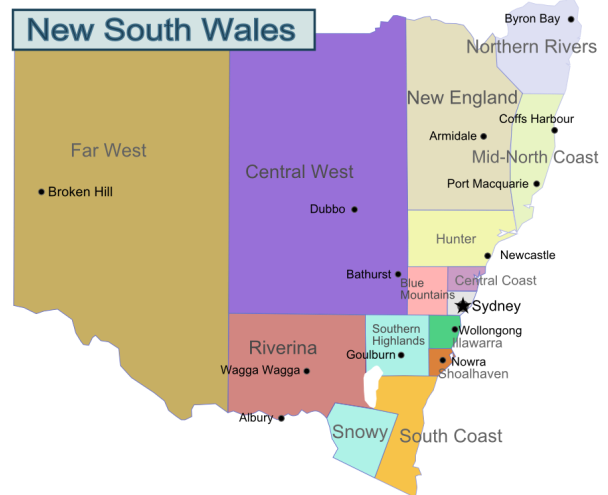 New South Wales
Byron Bay
Northern Rivers
New England
Coffs Harbour
Armidale
Far West
Mid-North Coast
Central West
Port Macquarie
Broken Hill
Dubbo
Hunter
Newcastle
Bathurst
Central Coast
Blue
Mountains
Sydney
Southern
Highlands
Wollongong
Illawarra
Riverina
Goulburn
Nowra
Wagga Wagga
Shoalhaven
Albury
Snowy
South Coast